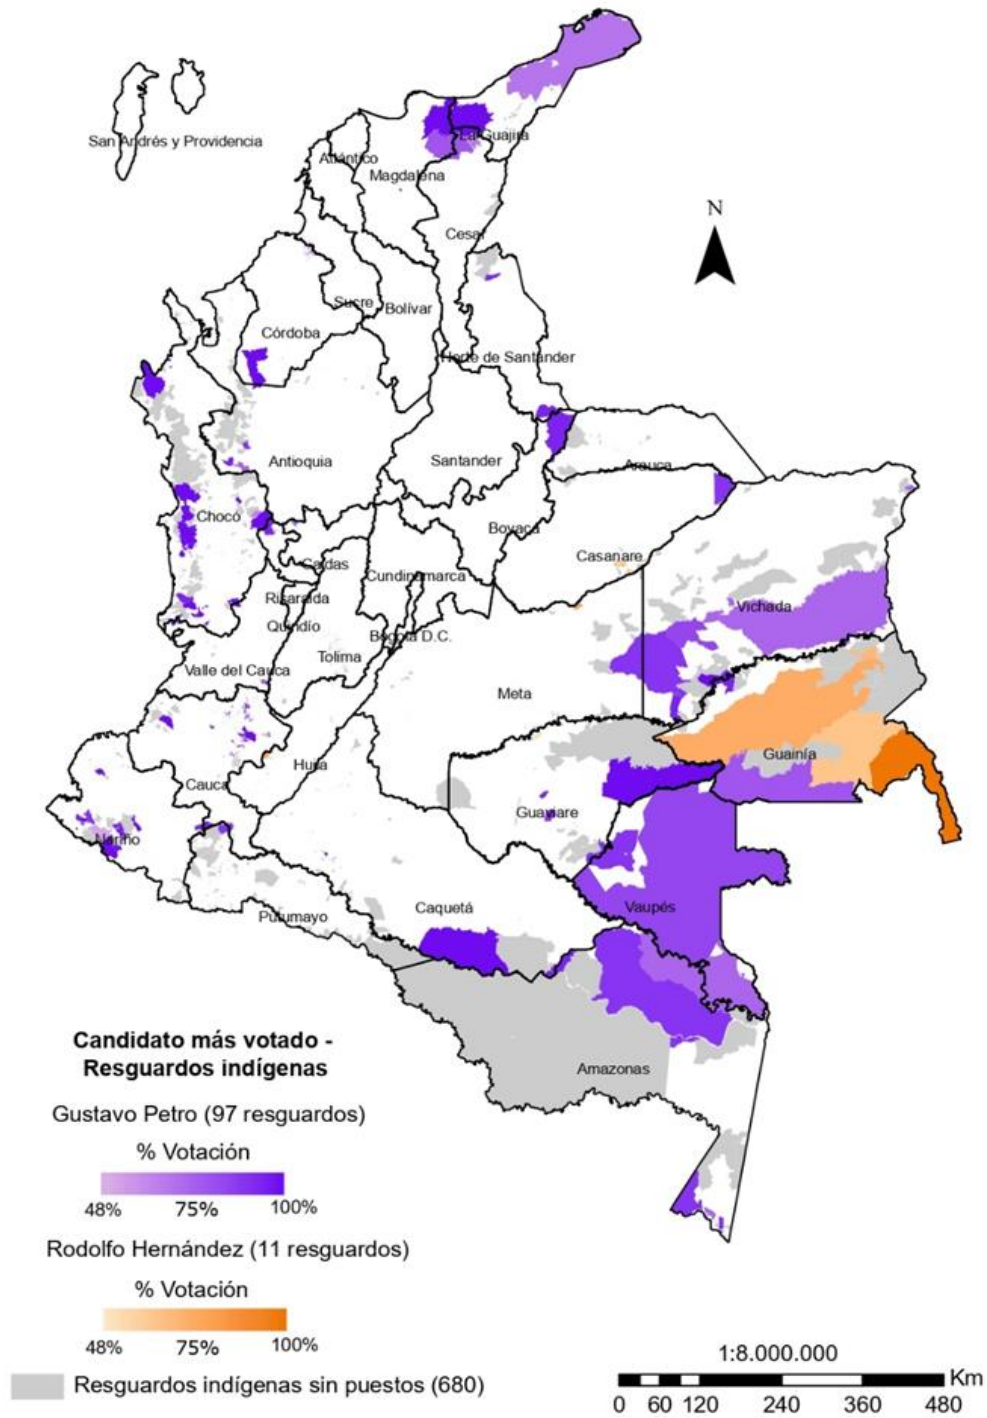 San Andrés y Providencia
La Guajira
Atlántico
Magdalena
N
Cesar
Sucre
Bolívar
Córdoba
Norte de Santander
Antioquia
Santander
Arauca
Chocó
Boyacá
Casanare
Caldas
Cundinamarca
Risaralda
Vichada
Quindío
Bogotá D.C.
Tolima
Valle del Cauca
Meta
Huila
Guainía
Cauca
Guaviare
Nariño
Vaupés
Caquetá
Putumayo
Amazonas
Candidato más votado -
Resguardos indígenas
Gustavo Petro (97 resguardos)
% Votación
48% 75% 100%
Rodolfo Hernández (11 resguardos)
% Votación
48% 75% 100%
Resguardos indígenas sin puestos (680)
1:8.000.000
Km
0 60 120 240 360 480